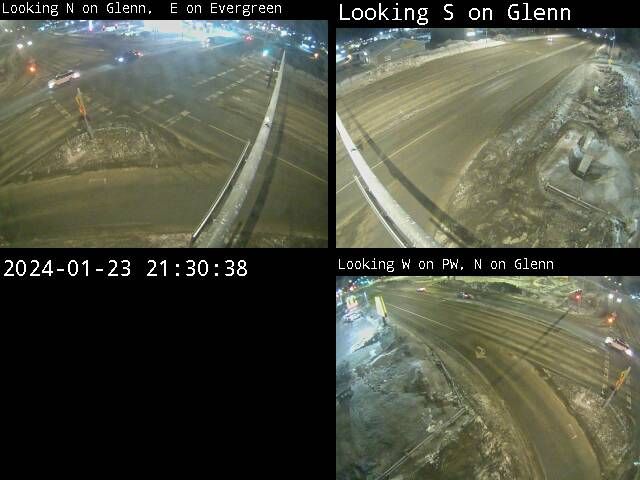 Looking N on Glenn,  E on Evergreen
Looking S on Glenn
2024-01-23 21:30:38
Looking W on PW, N on Glenn